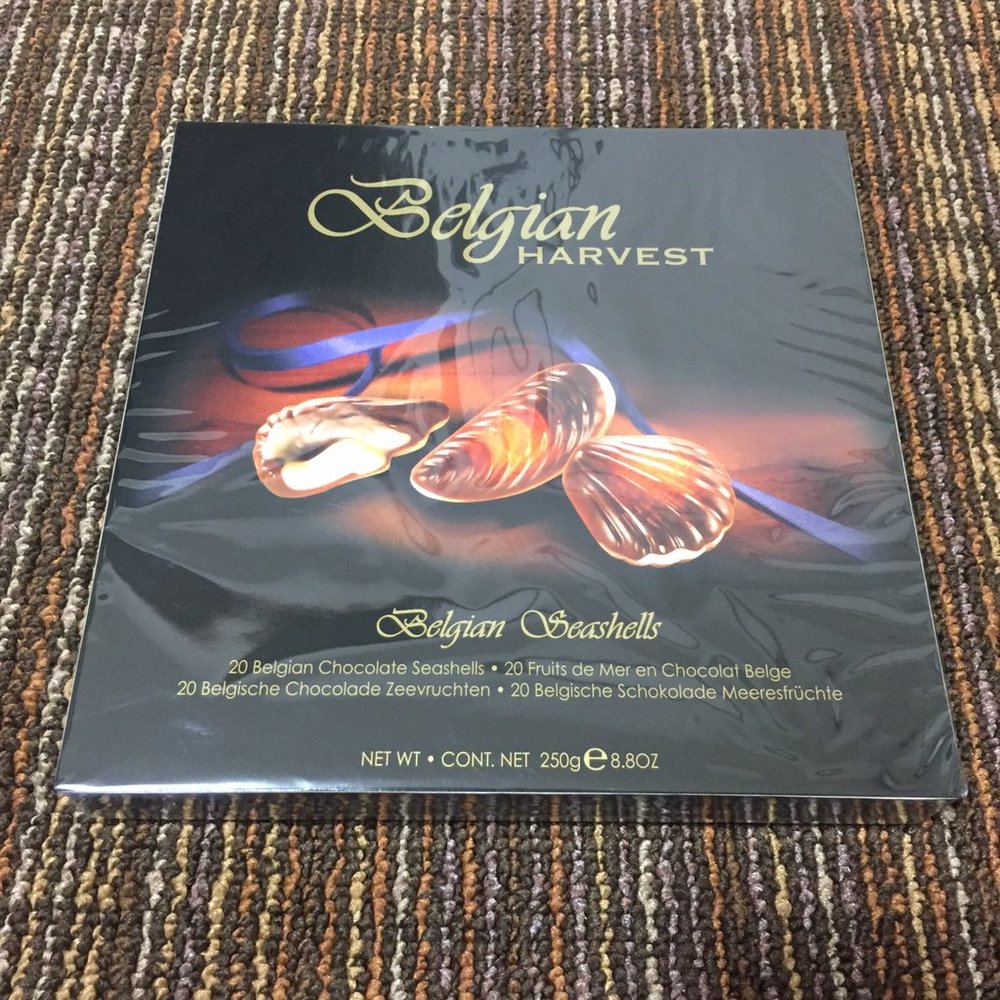 Belgian
HARVEST
Belgian Seashells
20 Belgian Chocolate Seashells • 20 Fruits de Mer en Chocolat Belge
20 Belgische Chocolade Zeevruchten • 20 Belgische Schokolade Meeresfrüchte
NET WT • CONT. NET 250g℮8.8OZ